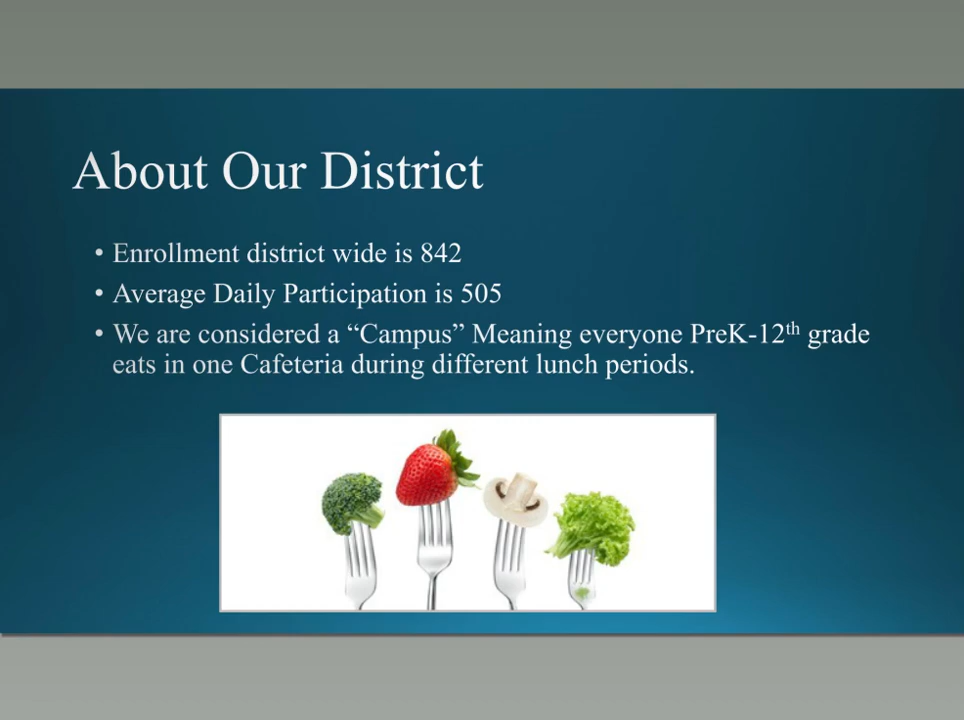 About Our District
• Enrollment district wide is 842
• Average Daily Participation is 505
• We are considered a “Campus” Meaning everyone PreK-12th grade
eats in one Cafeteria during different lunch periods.